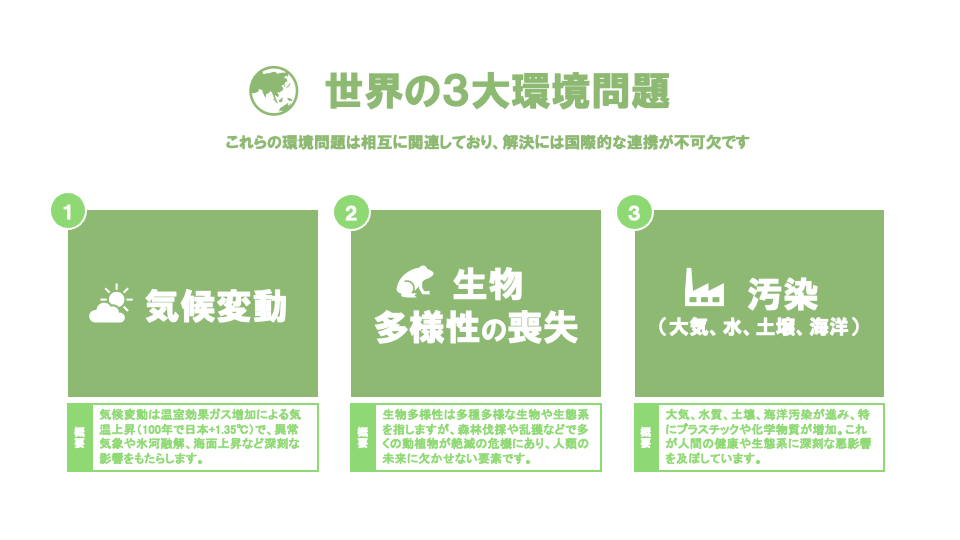 世界の3大環境問題
これらの環境問題は相互に関連しており、解決には国際的な連携が不可欠です
1
気候変動
概要
気候変動は温室効果ガス増加による気
温上昇(100年で日本+1.35℃)で、異常
気象や氷河融解、海面上昇など深刻な
影響をもたらします。
2
生物
多様性の喪失
概要
生物多様性は多種多様な生物や生態系
を指しますが、森林伐採や乱獲などで多
くの動植物が絶滅の危機にあり、人類の
未来に欠かせない要素です。
3
汚染
（大気、水、土壌、海洋）
概要
大気、水質、土壌、海洋汚染が進み、特
にプラスチックや化学物質が増加。これ
が人間の健康や生態系に深刻な悪影響
を及ぼしています。